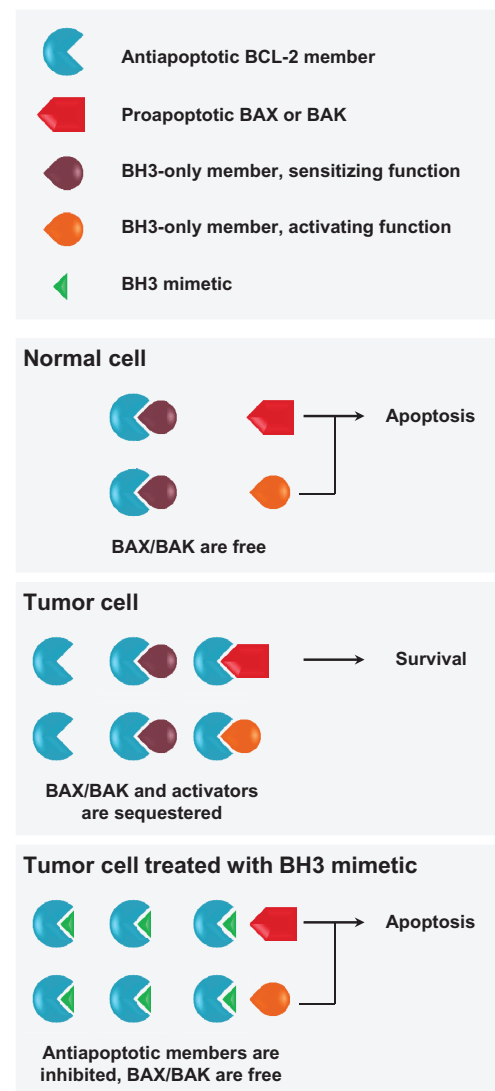 Antiapoptotic BCL-2 member
Proapoptotic BAX or BAK
BH3-only member, sensitizing function
BH3-only member, activating function
BH3 mimetic
Normal cell
Apoptosis
BAX/BAK are free
Tumor cell
Survival
BAX/BAK and activators
are sequestered
Tumor cell treated with BH3 mimetic
Apoptosis
Antiapoptotic members are
inhibited, BAX/BAK are free